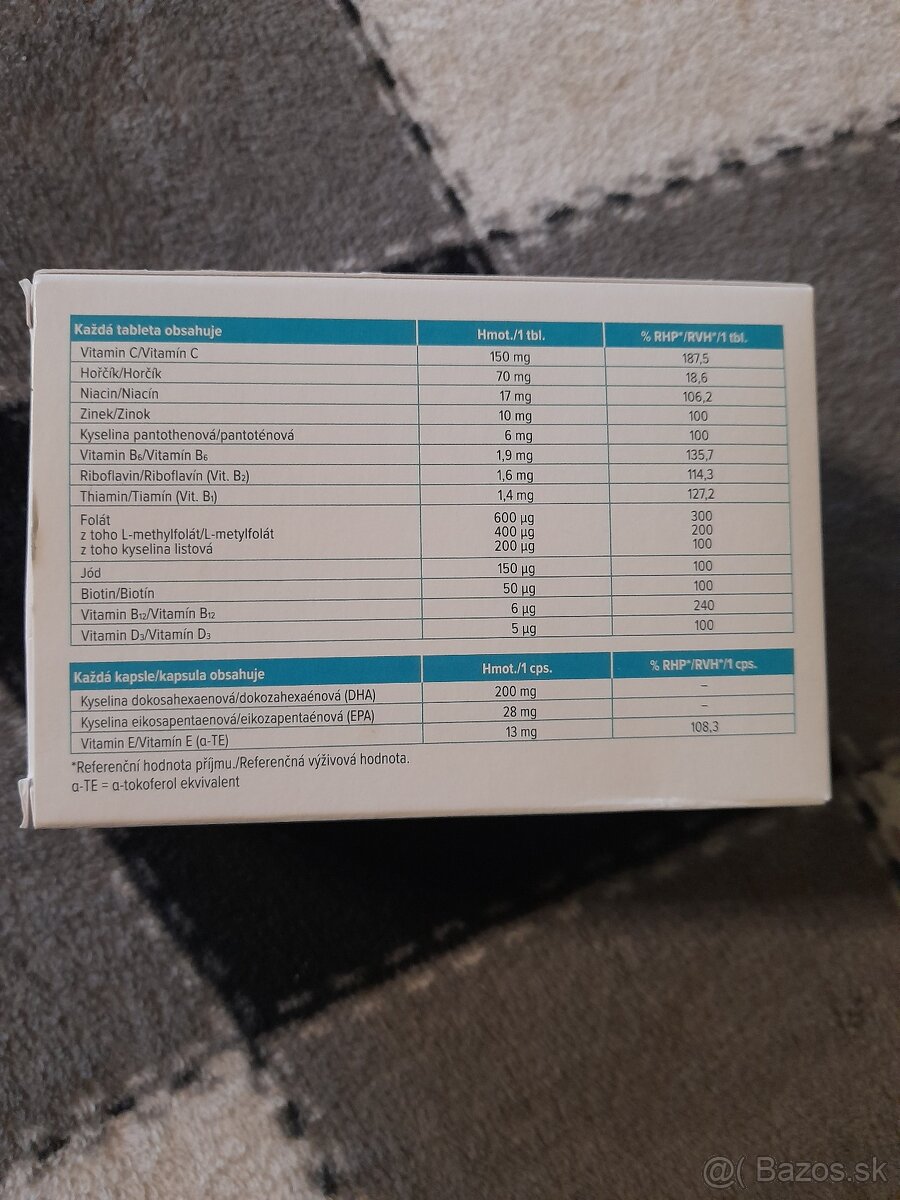 Každá tableta obsahuje Hmot./1 tbl. % RHP*/RVH*/1 tbl.
Vitamin C/Vitamín C 150 mg 187,5
Hořčík/Horčík 70 mg 18,6
Niacin/Niacín 17 mg 106,2
Zinek/Zinok 10 mg 100
Kyselina pantothenová/pantoténová 6 mg 100
Vitamin B₆/Vitamín B₆ 1,9 mg 135,7
Riboflavin/Riboflavín (Vit. B₂) 1,6 mg 114,3
Thiamin/Tiamín (Vit. B₁) 1,4 mg 127,2
Folát 600 µg 300
z toho L-methylfolát/L-metylfolát 400 µg 200
z toho kyselina listová 200 µg 100
Jód 150 µg 100
Biotin/Biotín 50 µg 100
Vitamin B₁₂/Vitamín B₁₂ 6 µg 240
Vitamin D₃/Vitamín D₃ 5 µg 100
Každá kapsle/kapsula obsahuje Hmot./1 cps. % RHP*/RVH*/1 cps.
Kyselina dokosahexaenová/dokozahexaénová (DHA) 200 mg –
Kyselina eikosapentaenová/eikozapentaénová (EPA) 28 mg –
Vitamin E/Vitamín E (α-TE) 13 mg 108,3
*Referenční hodnota příjmu./Referenčná výživová hodnota.
α-TE = α-tokoferol ekvivalent
@( Bazos.sk